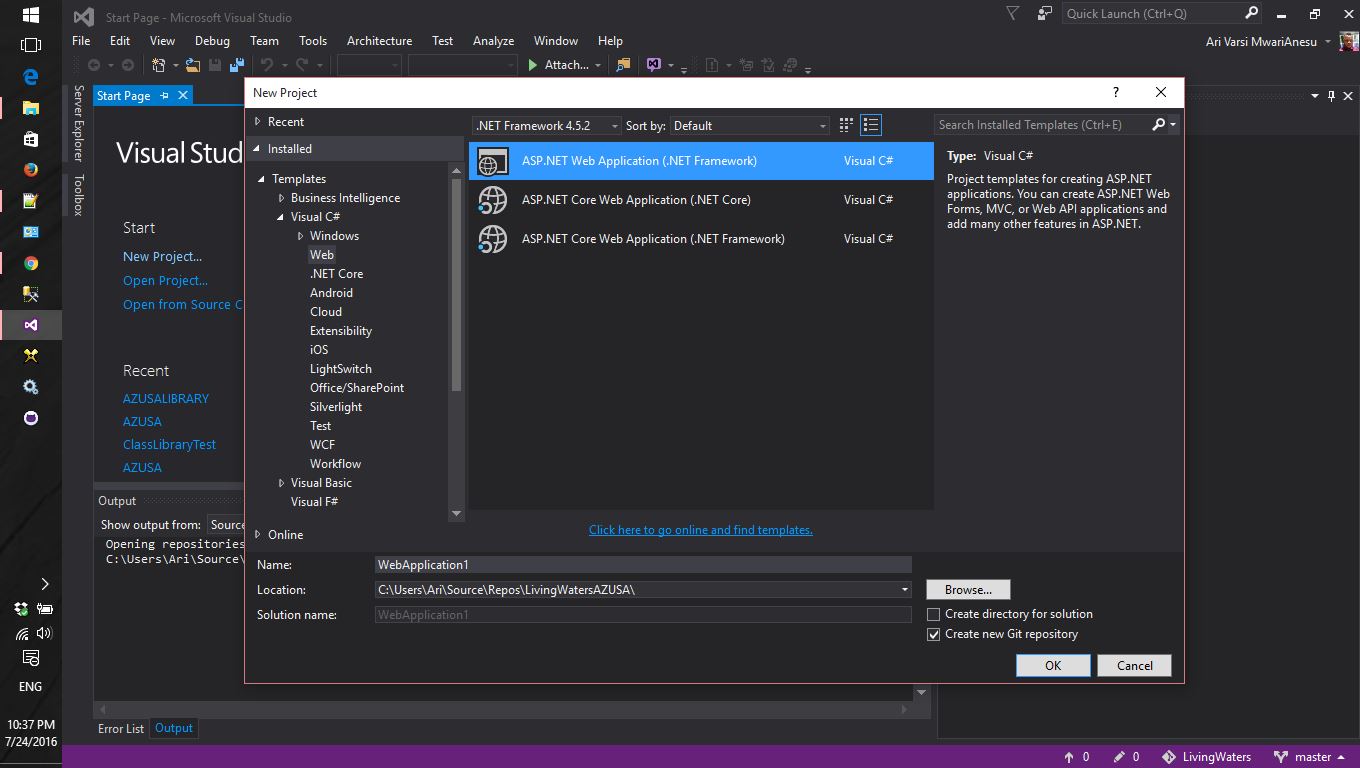 Start Page - Microsoft Visual Studio
Quick Launch (Ctrl+Q)
File Edit View Debug Team Tools Architecture Test Analyze Window Help
Ari Varsi MwariAnesu
Attach...
Server Explorer
Toolbox
Start Page
Visual Stud
Start
New Project...
Open Project...
Open from Source C
Recent
AZUSALIBRARY
AZUSA
ClassLibraryTest
AZUSA
Output
Show output from: Source
Opening repositories
C:\Users\Ari\Source\
Error List Output
New Project
?
Recent
Installed
Templates
Business Intelligence
Visual C#
Windows
Web
.NET Core
Android
Cloud
Extensibility
iOS
LightSwitch
Office/SharePoint
Silverlight
Test
WCF
Workflow
Visual Basic
Visual F#
Online
.NET Framework 4.5.2 Sort by: Default
Search Installed Templates (Ctrl+E)
ASP.NET Web Application (.NET Framework) Visual C#
ASP.NET Core Web Application (.NET Core) Visual C#
ASP.NET Core Web Application (.NET Framework) Visual C#
Type: Visual C#
Project templates for creating ASP.NET
applications. You can create ASP.NET Web
Forms, MVC, or Web API applications and
add many other features in ASP.NET.
Click here to go online and find templates.
Name: WebApplication1
Location: C:\Users\Ari\Source\Repos\LivingWatersAZUSA\
Browse...
Solution name: WebApplication1
Create directory for solution
Create new Git repository
OK Cancel
ENG
10:37 PM
7/24/2016
0 0 LivingWaters master